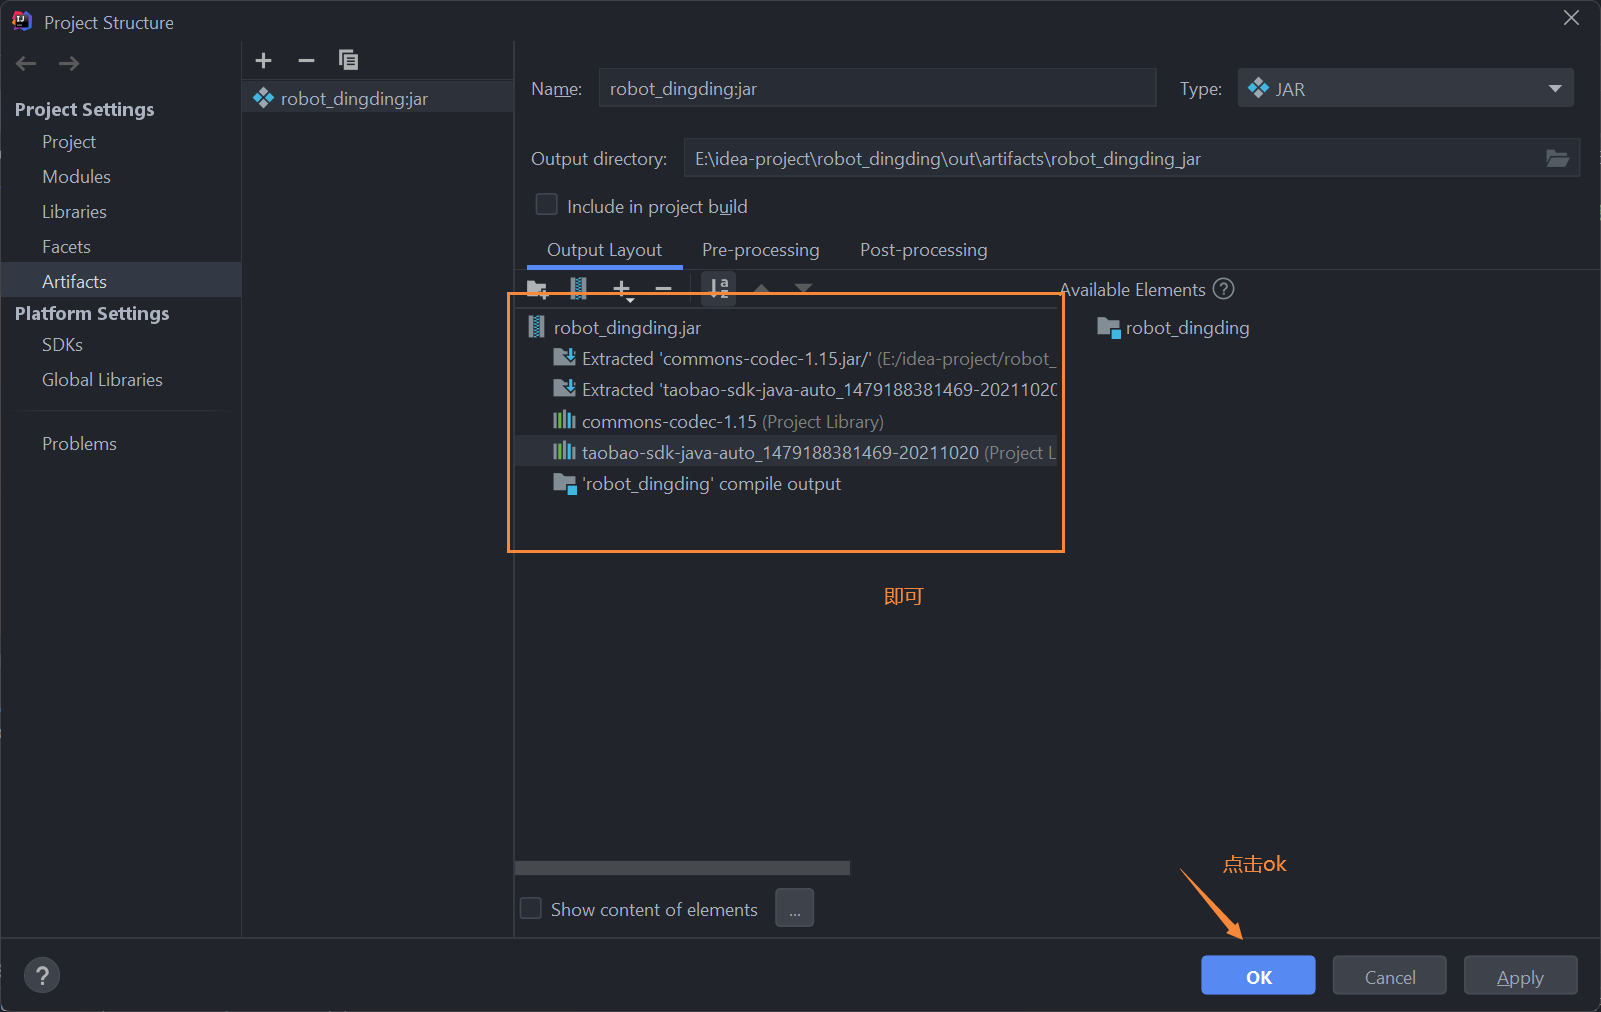 Project Structure
Project Settings
Project
Modules
Libraries
Facets
Artifacts
Platform Settings
SDKs
Global Libraries
Problems
robot_dingding:jar
Name: robot_dingding:jar Type: JAR
Output directory: E:\idea-project\robot_dingding\out\artifacts\robot_dingding_jar
Include in project build
Output Layout Pre-processing Post-processing
Available Elements ?
robot_dingding.jar
Extracted 'commons-codec-1.15.jar/' (E:/idea-project/robot_
Extracted 'taobao-sdk-java-auto_1479188381469-20211020
commons-codec-1.15 (Project Library)
taobao-sdk-java-auto_1479188381469-20211020 (Project L
'robot_dingding' compile output
robot_dingding
即可
点击ok
Show content of elements ...
? OK Cancel Apply